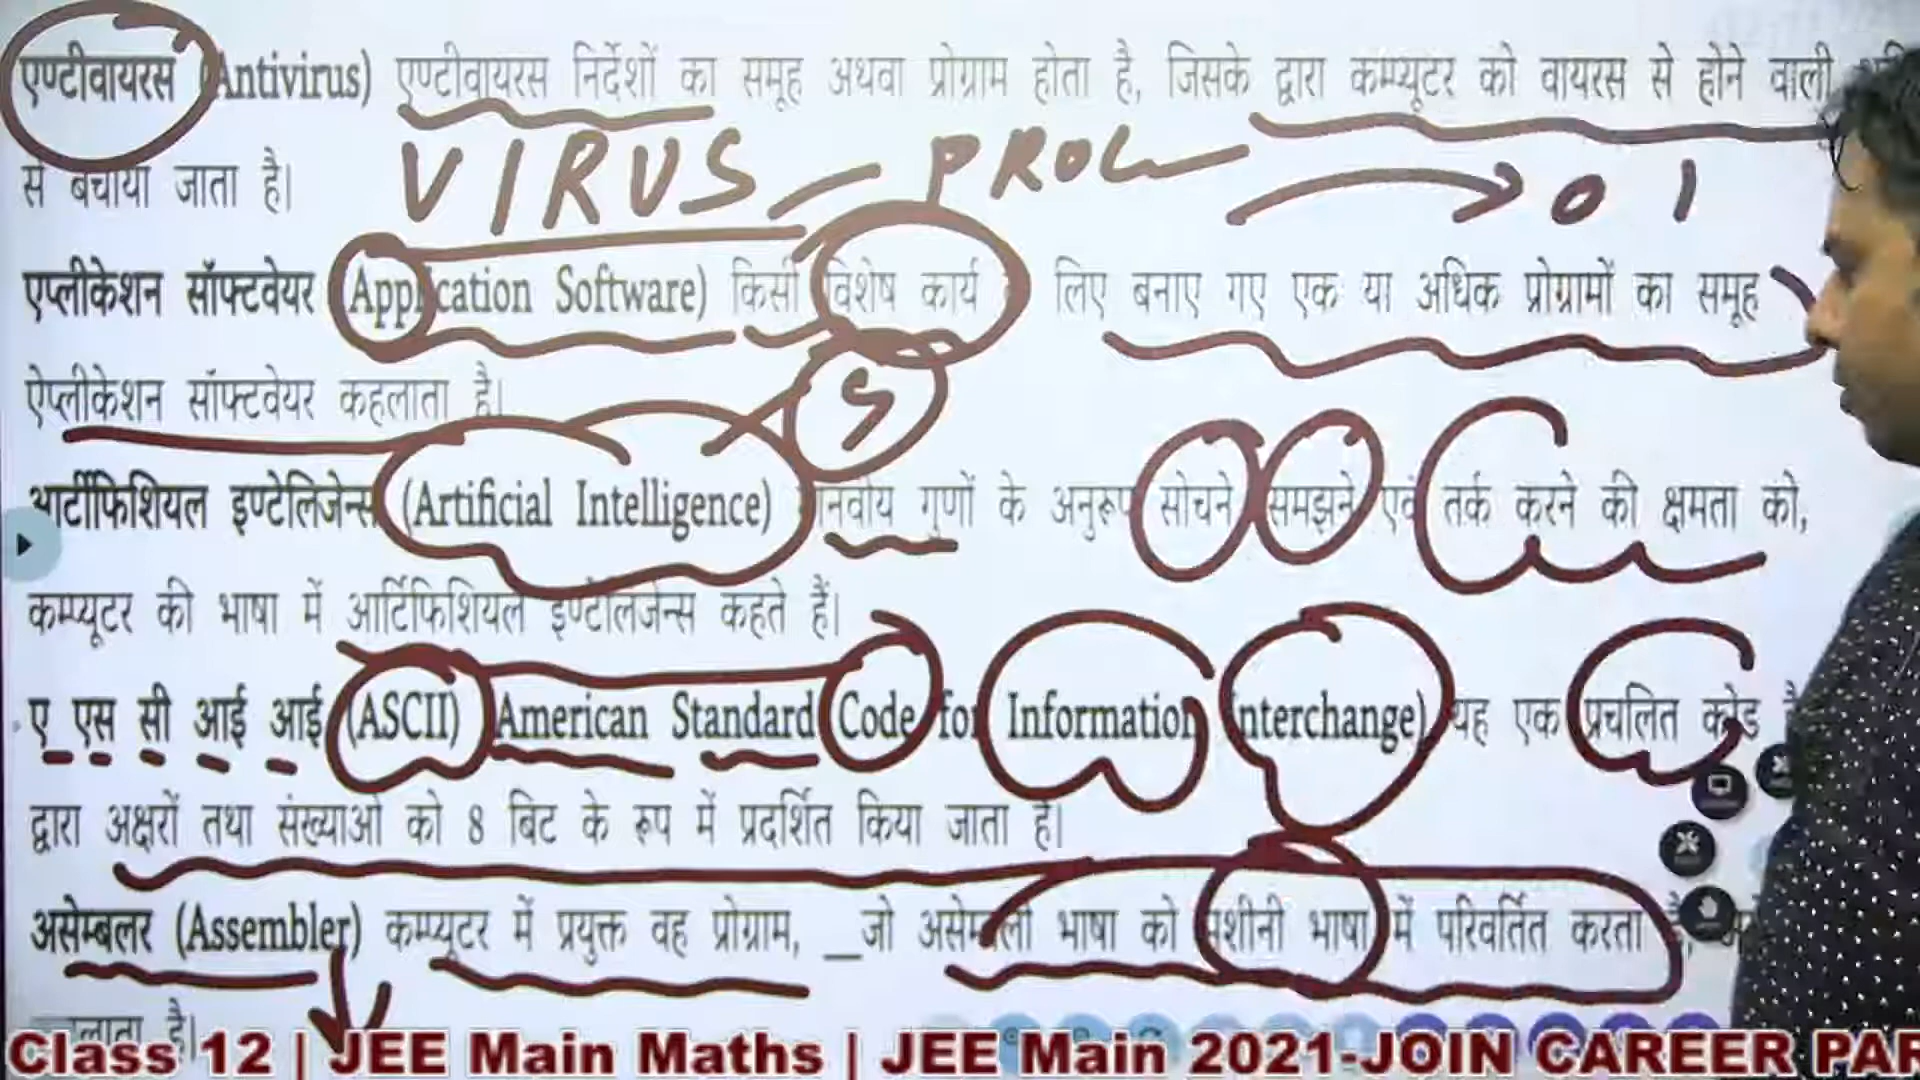 एण्टीवायरस (Antivirus) एण्टीवायरस निर्देशों का समूह अथवा प्रोग्राम होता है, जिसके द्वारा कम्प्यूटर को वायरस से होने वाली
से बचाया जाता है।
VIRUS PROG 0 1
एप्लीकेशन सॉफ्टवेयर (Application Software) किसी विशेष कार्य लिए बनाए गए एक या अधिक प्रोग्रामों का समूह
ऐप्लीकेशन सॉफ्टवेयर कहलाता है।
S
आर्टीफिशियल इण्टेलिजेन्स (Artificial Intelligence) मानवीय गुणों के अनुरूप सोचने समझने एवं तर्क करने की क्षमता को,
कम्प्यूटर की भाषा में आर्टिफिशियल इण्टेलिजेन्स कहते हैं।
ए एस सी आई आई (ASCII) American Standard Code for Information Interchange) यह एक प्रचलित कोड है
द्वारा अक्षरों तथा संख्याओं को 8 बिट के रूप में प्रदर्शित किया जाता है।
असेम्बलर (Assembler) कम्प्यूटर में प्रयुक्त वह प्रोग्राम, _जो असेम्बली भाषा को मशीनी भाषा में परिवर्तित करता है,
है।
Class 12 | JEE Main Maths | JEE Main 2021-JOIN CAREER PAR